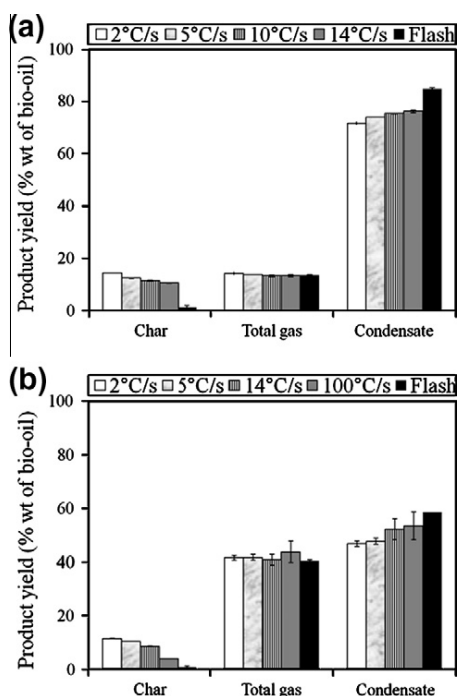 (a)
2°C/s 5°C/s 10°C/s 14°C/s Flash
Product yield (% wt of bio-oil)
100
80
60
40
20
0
Char Total gas Condensate
(b)
2°C/s 5°C/s 14°C/s 100°C/s Flash
Product yield (% wt of bio-oil)
100
80
60
40
20
0
Char Total gas Condensate